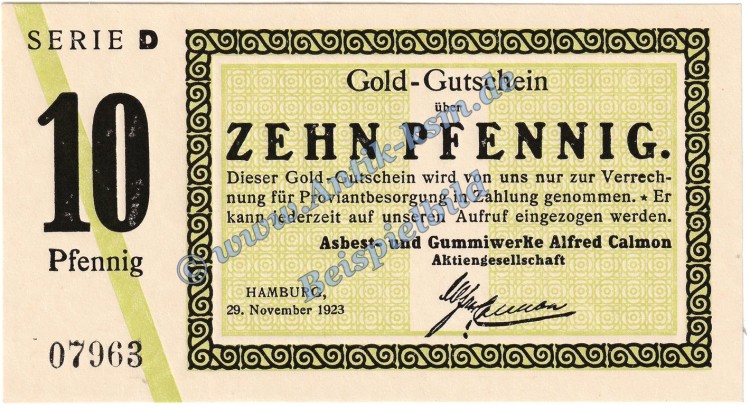 SERIE D
10
Pfennig
07963
Gold-Gutschein
über
ZEHN PFENNIG.
Dieser Gold-Gutschein wird von uns nur zur Verrech-
nung für Proviantbesorgung in Zahlung genommen. ★ Er
kann jederzeit auf unseren Aufruf eingezogen werden.
Asbest- und Gummiwerke Alfred Calmon
Aktiengesellschaft
HAMBURG,
29. November 1923
© www.Antik-ksm.de
Beispielbild